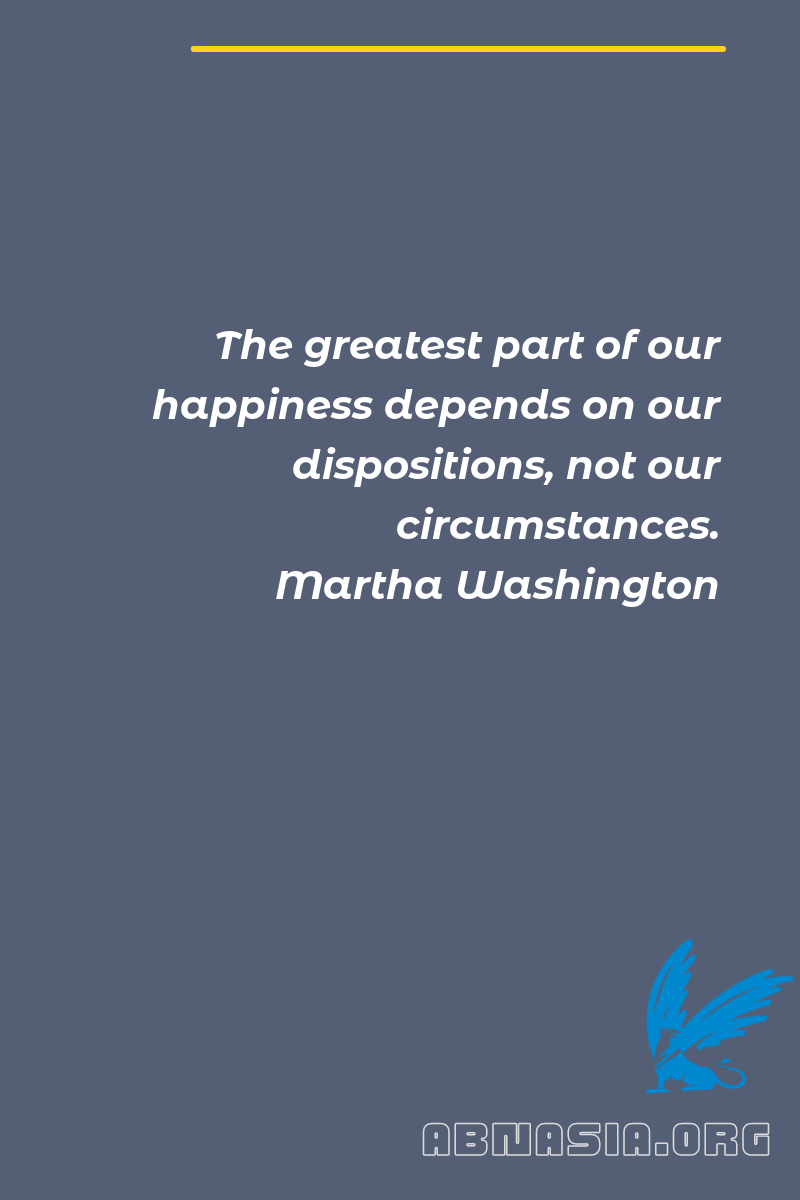 The greatest part of our
happiness depends on our
dispositions, not our
circumstances.
Martha Washington
ABNASIA.ORG